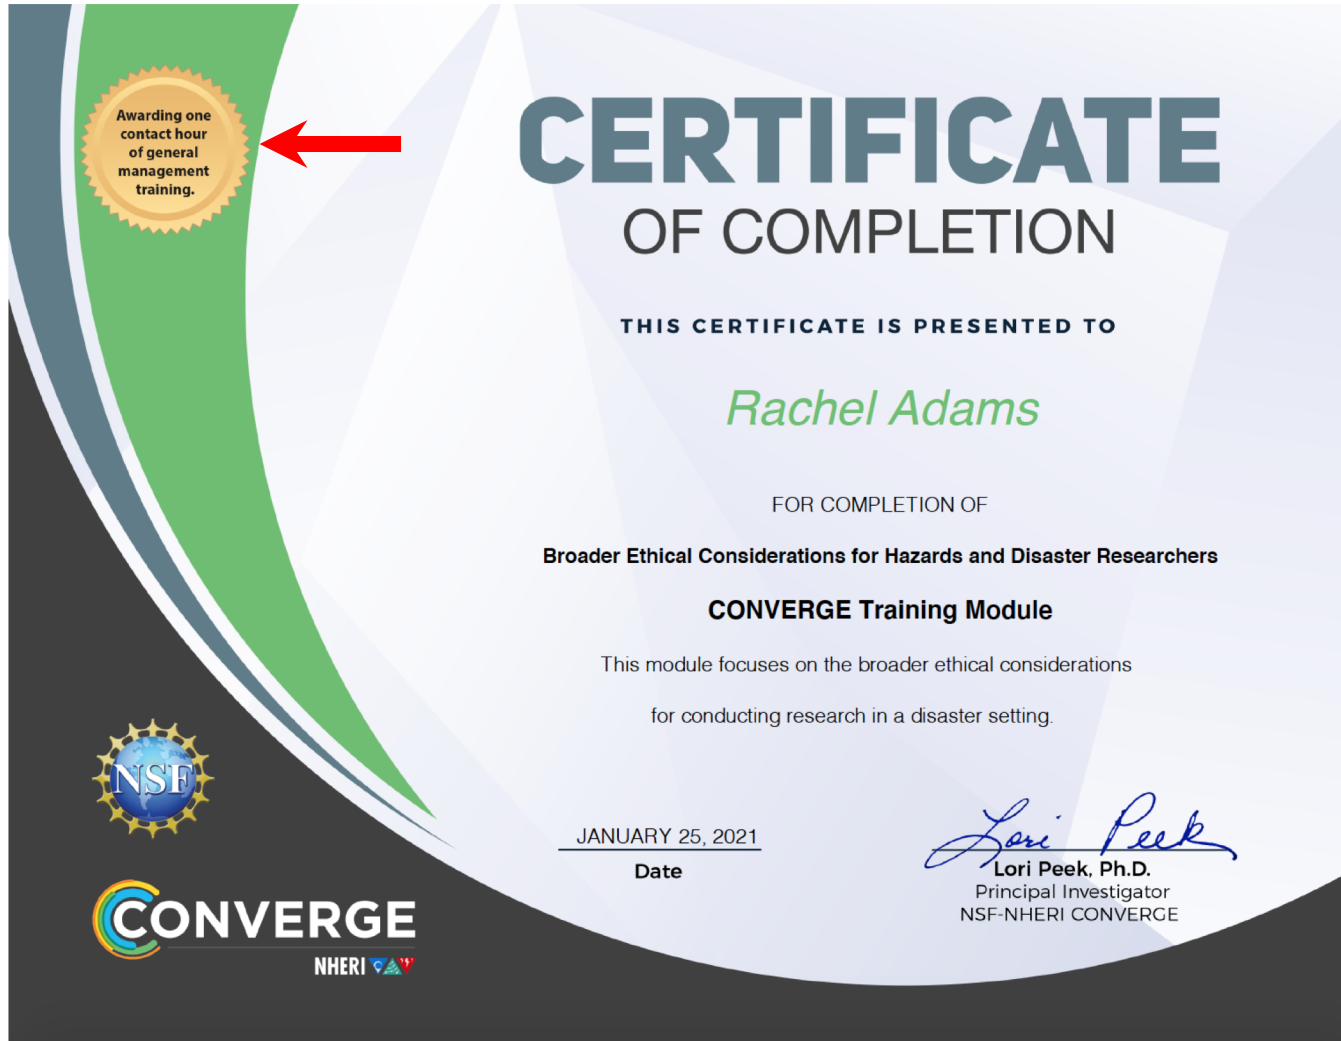 Awarding one
contact hour
of general
management
training.
CERTIFICATE
OF COMPLETION
THIS CERTIFICATE IS PRESENTED TO
Rachel Adams
FOR COMPLETION OF
Broader Ethical Considerations for Hazards and Disaster Researchers
CONVERGE Training Module
This module focuses on the broader ethical considerations
for conducting research in a disaster setting.
NSF
JANUARY 25, 2021
Date
Lori Peek
Lori Peek, Ph.D.
Principal Investigator
NSF-NHERI CONVERGE
CONVERGE
NHERI